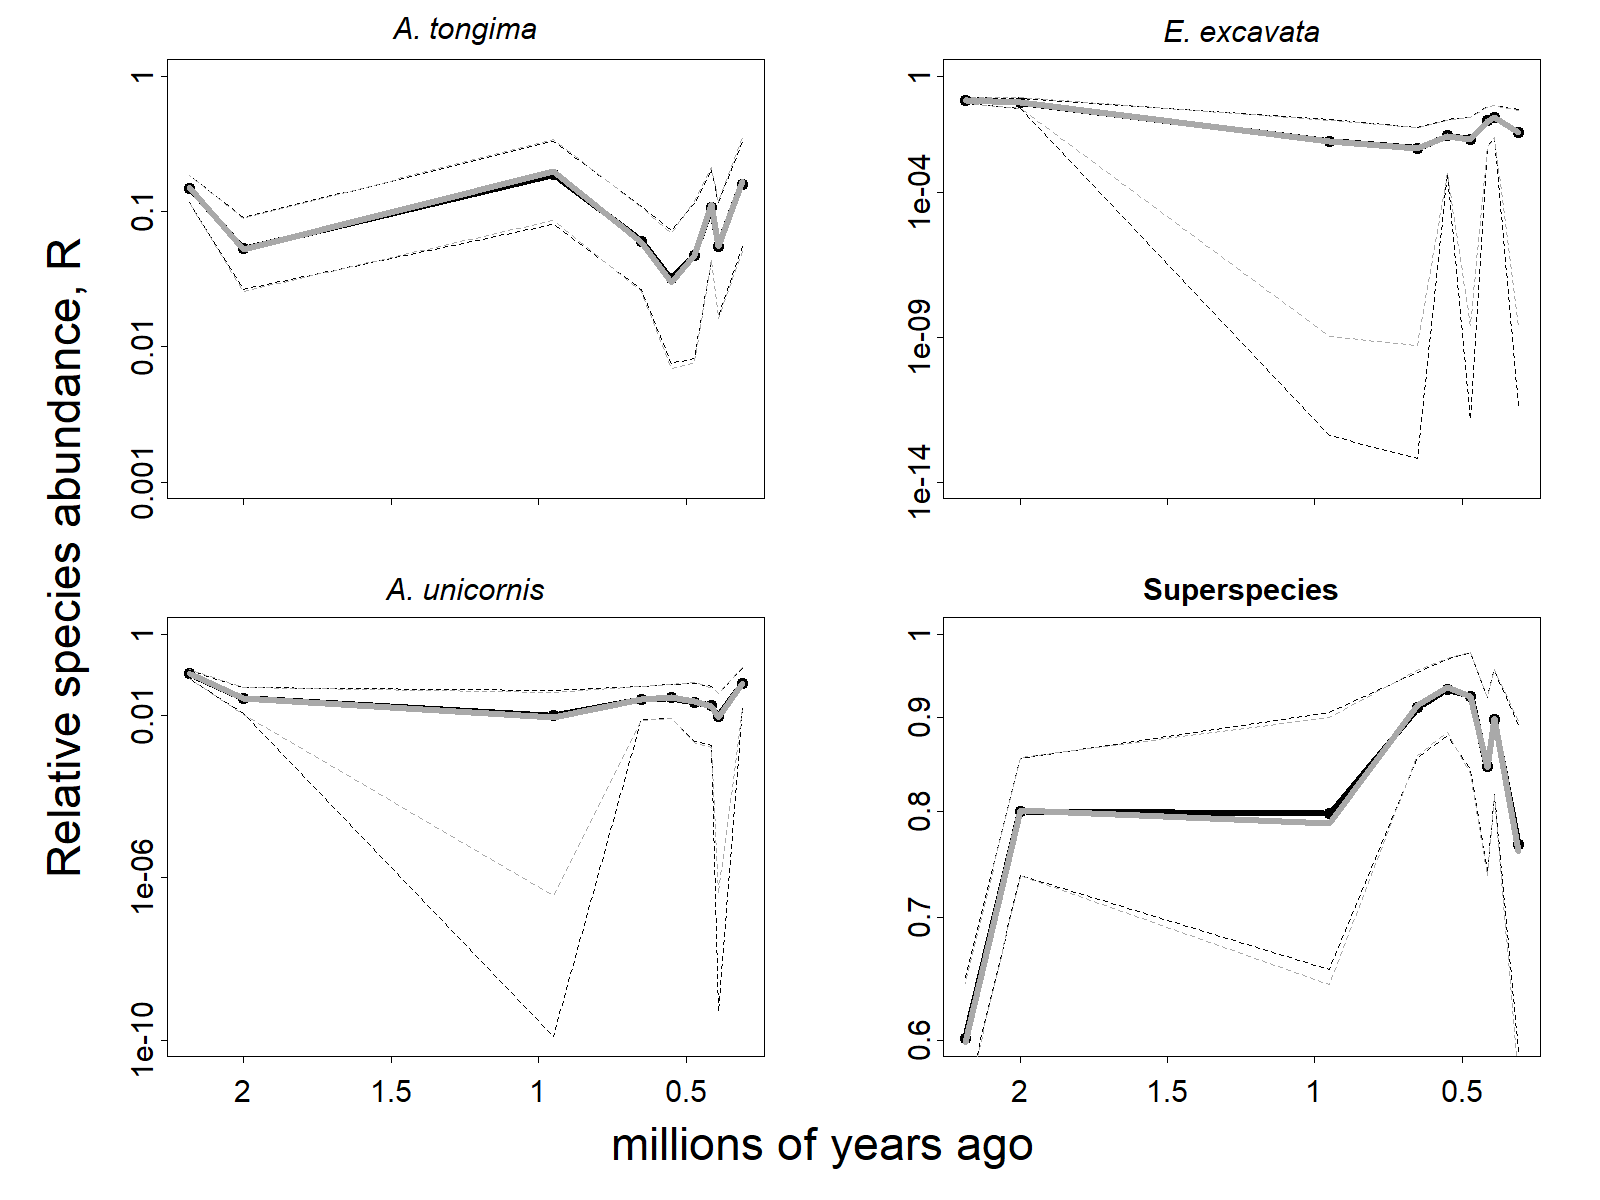 A. tongima
E. excavata
1
0.1
0.01
0.001
1
1e-04
1e-09
1e-14
Relative species abundance, R
A. unicornis
Superspecies
1
0.01
1e-06
1e-10
1
0.9
0.8
0.7
0.6
2 1.5 1 0.5
2 1.5 1 0.5
millions of years ago